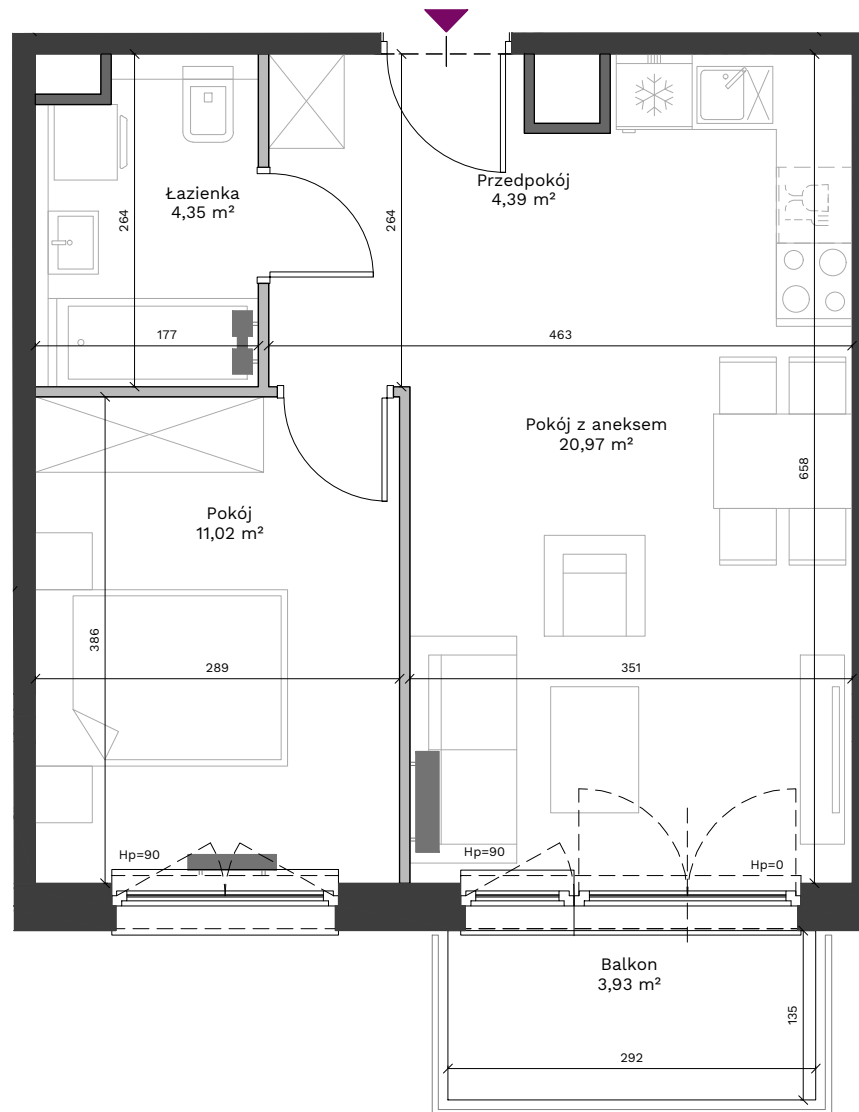 Łazienka
4,35 m²
Przedpokój
4,39 m²
264
264
177
463
Pokój z aneksem
20,97 m²
658
Pokój
11,02 m²
386
289
351
Hp=90
Hp=90
Hp=0
Balkon
3,93 m²
135
292